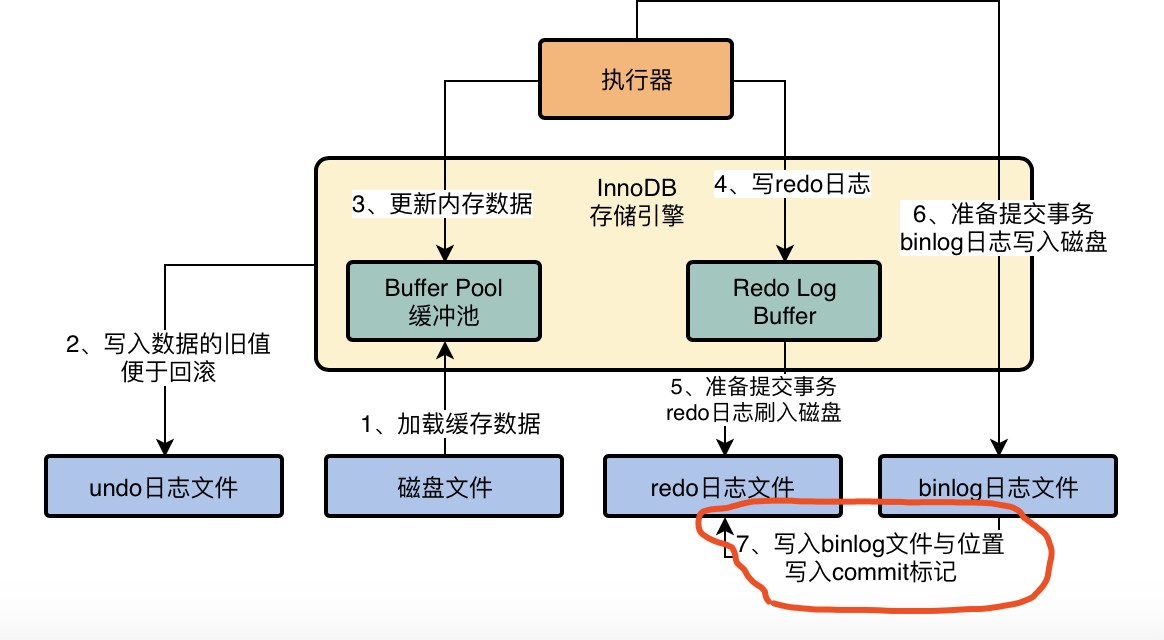 执行器
InnoDB
存储引擎
3、更新内存数据
4、写redo日志
6、准备提交事务
binlog日志写入磁盘
Buffer Pool
缓冲池
Redo Log
Buffer
2、写入数据的旧值
便于回滚
1、加载缓存数据
5、准备提交事务
redo日志刷入磁盘
undo日志文件
磁盘文件
redo日志文件
binlog日志文件
7、写入binlog文件与位置
写入commit标记